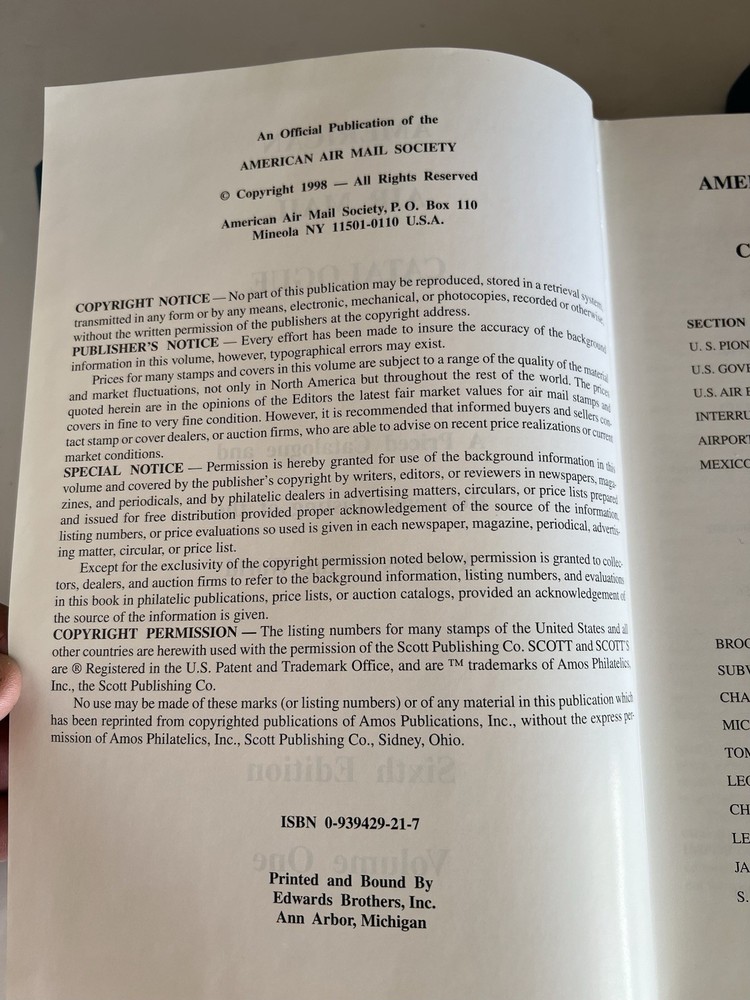 An Official Publication of the
AMERICAN AIR MAIL SOCIETY
© Copyright 1998 — All Rights Reserved
American Air Mail Society, P. O. Box 110
Mineola NY 11501-0110 U.S.A.
COPYRIGHT NOTICE — No part of this publication may be reproduced, stored in a retrieval system,
transmitted in any form or by any means, electronic, mechanical, or photocopies, recorded or otherwise,
without the written permission of the publishers at the copyright address.
PUBLISHER'S NOTICE — Every effort has been made to insure the accuracy of the background
information in this volume, however, typographical errors may exist.
Prices for many stamps and covers in this volume are subject to a range of the quality of the material
and market fluctuations, not only in North America but throughout the rest of the world. The prices
quoted herein are in the opinions of the Editors the latest fair market values for air mail stamps and
covers in fine to very fine condition. However, it is recommended that informed buyers and sellers con-
tact stamp or cover dealers, or auction firms, who are able to advise on recent price realizations or current
market conditions.
SPECIAL NOTICE — Permission is hereby granted for use of the background information in this
volume and covered by the publisher's copyright by writers, editors, or reviewers in newspapers, maga-
zines, and periodicals, and by philatelic dealers in advertising matters, circulars, or price lists prepared
and issued for free distribution provided proper acknowledgement of the source of the information,
listing numbers, or price evaluations so used is given in each newspaper, magazine, periodical, advertis-
ing matter, circular, or price list.
Except for the exclusivity of the copyright permission noted below, permission is granted to collec-
tors, dealers, and auction firms to refer to the background information, listing numbers, and evaluations
in this book in philatelic publications, price lists, or auction catalogs, provided an acknowledgement of
the source of the information is given.
COPYRIGHT PERMISSION — The listing numbers for many stamps of the United States and all
other countries are herewith used with the permission of the Scott Publishing Co. SCOTT and SCOTT'S
are ® Registered in the U.S. Patent and Trademark Office, and are ™ trademarks of Amos Philatelics,
Inc., the Scott Publishing Co.
No use may be made of these marks (or listing numbers) or of any material in this publication which
has been reprinted from copyrighted publications of Amos Publications, Inc., without the express per-
mission of Amos Philatelics, Inc., Scott Publishing Co., Sidney, Ohio.
ISBN 0-939429-21-7
Printed and Bound By
Edwards Brothers, Inc.
Ann Arbor, Michigan
AME
C
SECTION
U. S. PION
U.S. GOVE
U.S. AIR
INTERRU
AIRPORT
MEXICO
BROO
SUBV
CHA
MIC
TOM
LEO
CH
LE
JA
S.